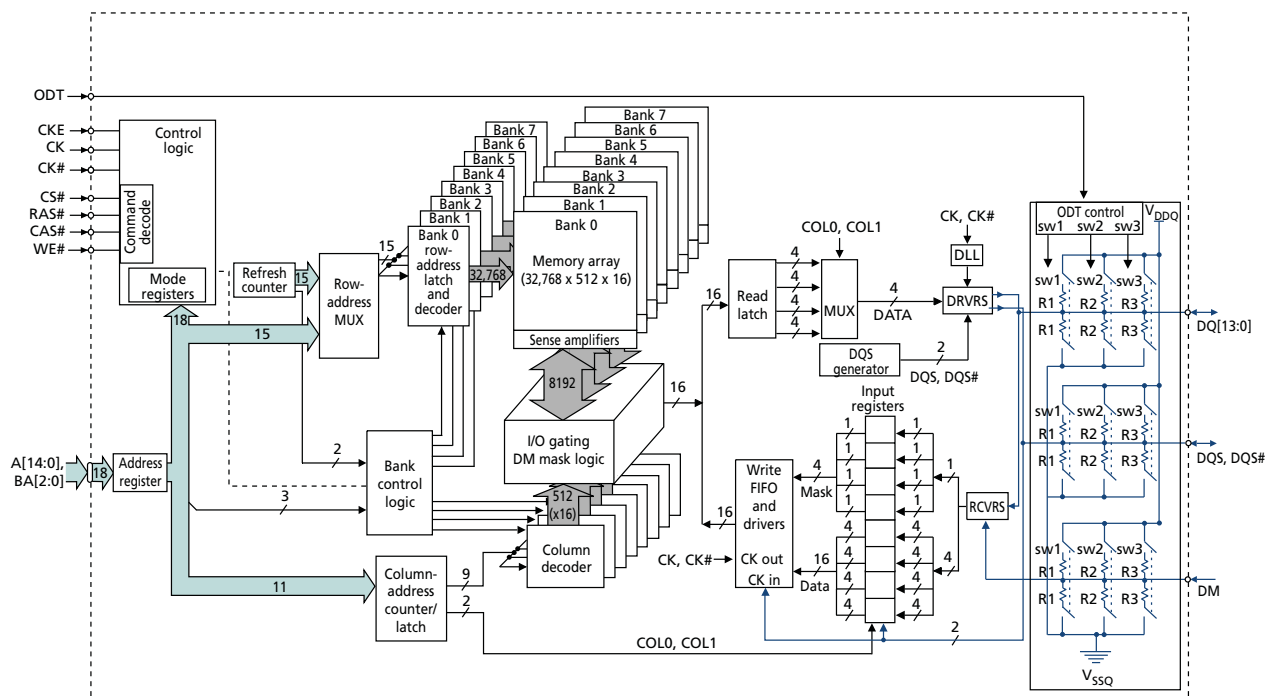 ODT
CKE
CK
CK#
CS#
RAS#
CAS#
WE#
Control
logic
Command
decode
Mode
registers
Refresh
counter
15
18
15
Row-
address
MUX
15
Bank 7
Bank 6
Bank 5
Bank 4
Bank 3
Bank 2
Bank 1
Bank 0
row-
address
latch
and
decoder
32,768
Bank 7
Bank 6
Bank 5
Bank 4
Bank 3
Bank 2
Bank 1
Bank 0
Memory array
(32,768 x 512 x 16)
Sense amplifiers
8192
I/O gating
DM mask logic
16
512
(x16)
Column
decoder
A[14:0],
BA[2:0]
18
Address
register
2
3
Bank
control
logic
11
Column-
address
counter/
latch
9
2
COL0, COL1
16
Read
latch
4
4
4
4
COL0, COL1
MUX
4
DATA
CK, CK#
DLL
DRVRS
DQS
generator
2
DQS, DQS#
Input
registers
16
Write
FIFO
and
drivers
CK out
CK in
CK, CK#
4
Mask
16
Data
1
1
1
1
4
4
4
4
1
1
1
1
4
4
4
4
1
4
RCVRS
2
ODT control
sw1
sw2
sw3
VDDQ
sw1
sw2
sw3
R1
R2
R3
R1
R2
R3
DQ[13:0]
sw1
sw2
sw3
R1
R2
R3
R1
R2
R3
DQS, DQS#
sw1
sw2
sw3
R1
R2
R3
R1
R2
R3
DM
VSSQ